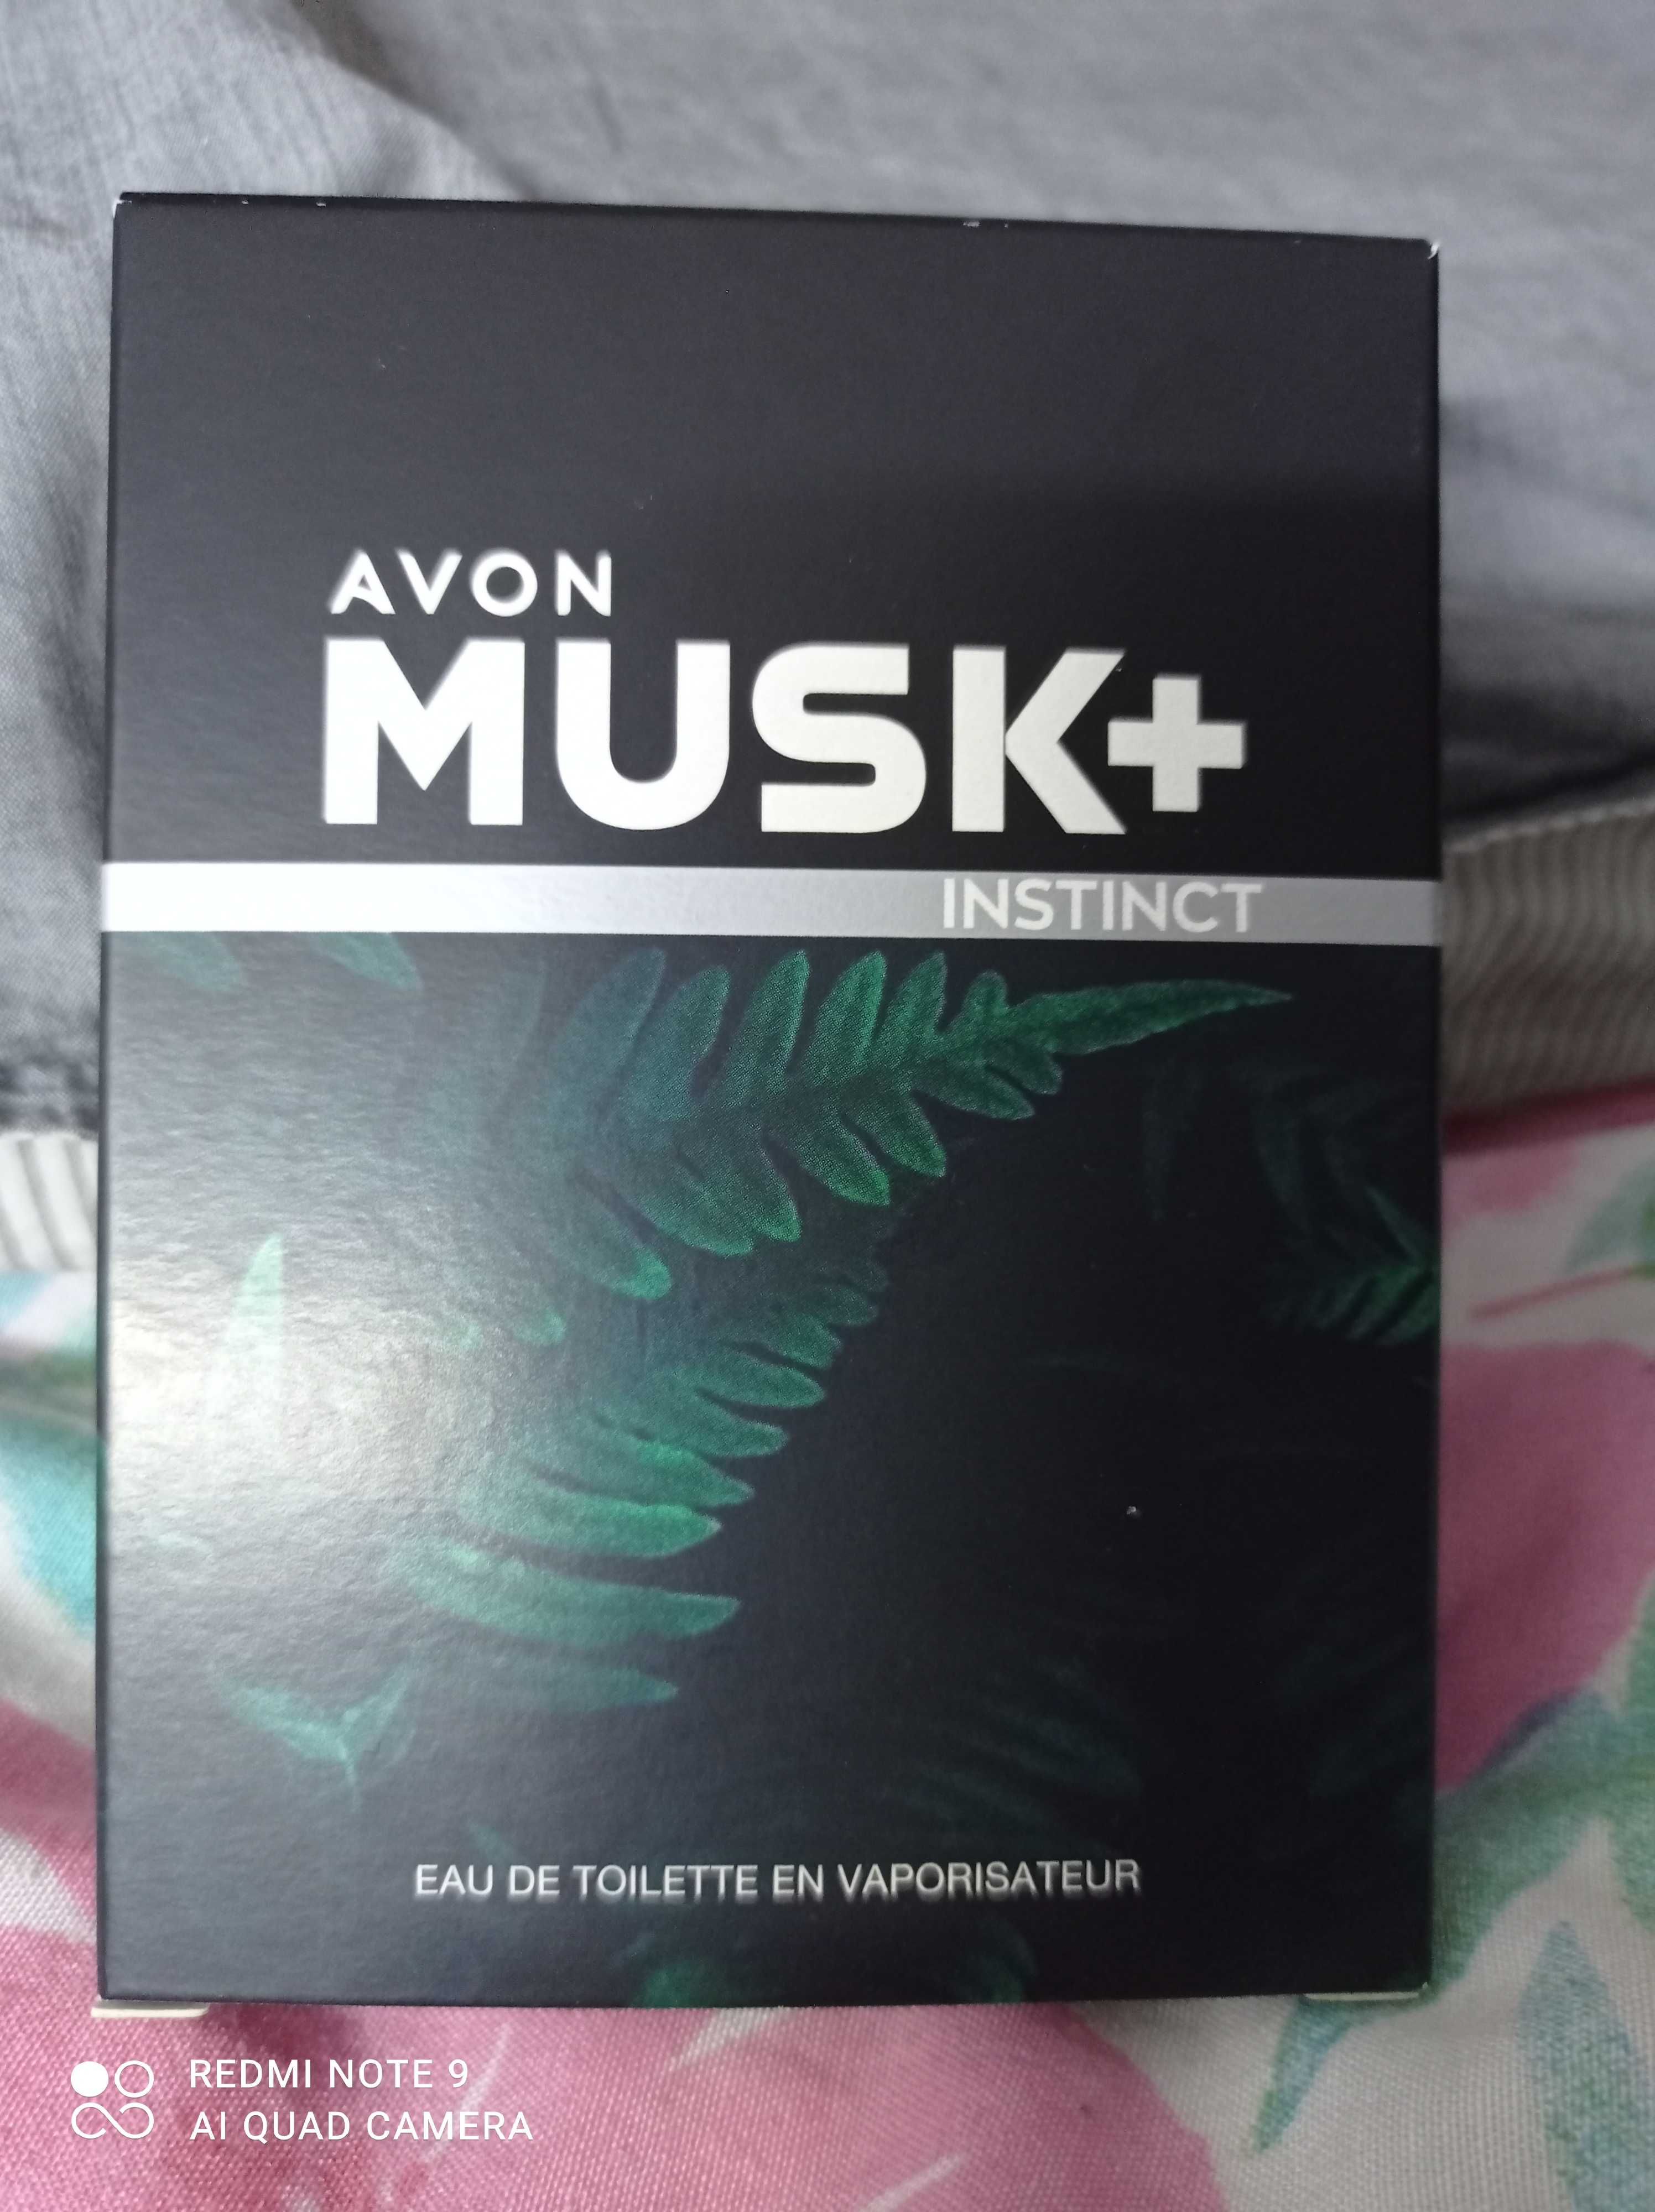 AVON
MUSK+
INSTINCT
EAU DE TOILETTE EN VAPORISATEUR
REDMI NOTE 9
AI QUAD CAMERA